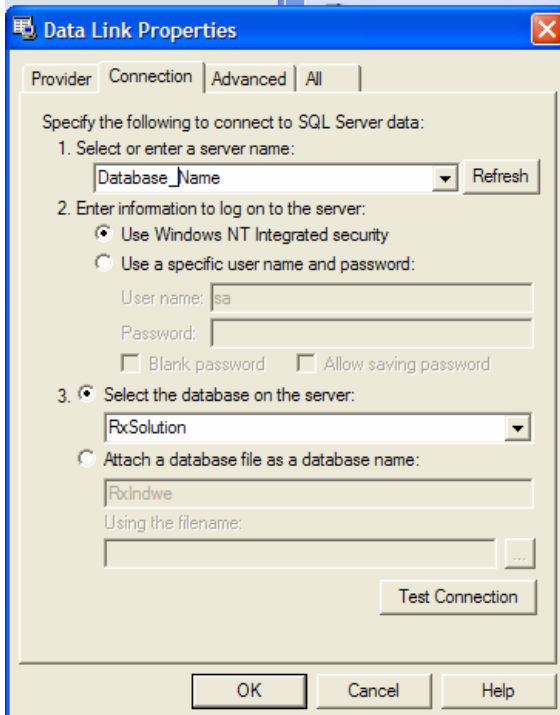 Data Link Properties
Provider Connection Advanced All
Specify the following to connect to SQL Server data:
1. Select or enter a server name:
Database_Name Refresh
2. Enter information to log on to the server:
Use Windows NT Integrated security
Use a specific user name and password:
User name: sa
Password:
Blank password Allow saving password
3. Select the database on the server:
RxSolution
Attach a database file as a database name:
RxIndwe
Using the filename:
...
Test Connection
OK Cancel Help